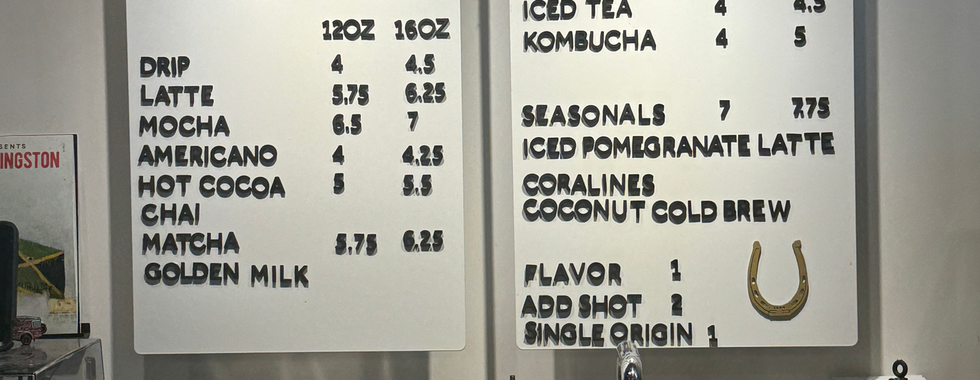 SENTS
INGSTON
12OZ 16OZ
DRIP 4 4.5
LATTE 5.75 6.25
MOCHA 6.5 7
AMERICANO 4 4.25
HOT COCOA 5 5.5
CHAI
MATCHA 5.75 6.25
GOLDEN MILK
ICED TEA 4 4.5
KOMBUCHA 4 5
SEASONALS 7 7.75
ICED POMEGRANATE LATTE
CORALINES
COCONUT COLD BREW
FLAVOR 1
ADD SHOT 2
SINGLE ORIGIN 1